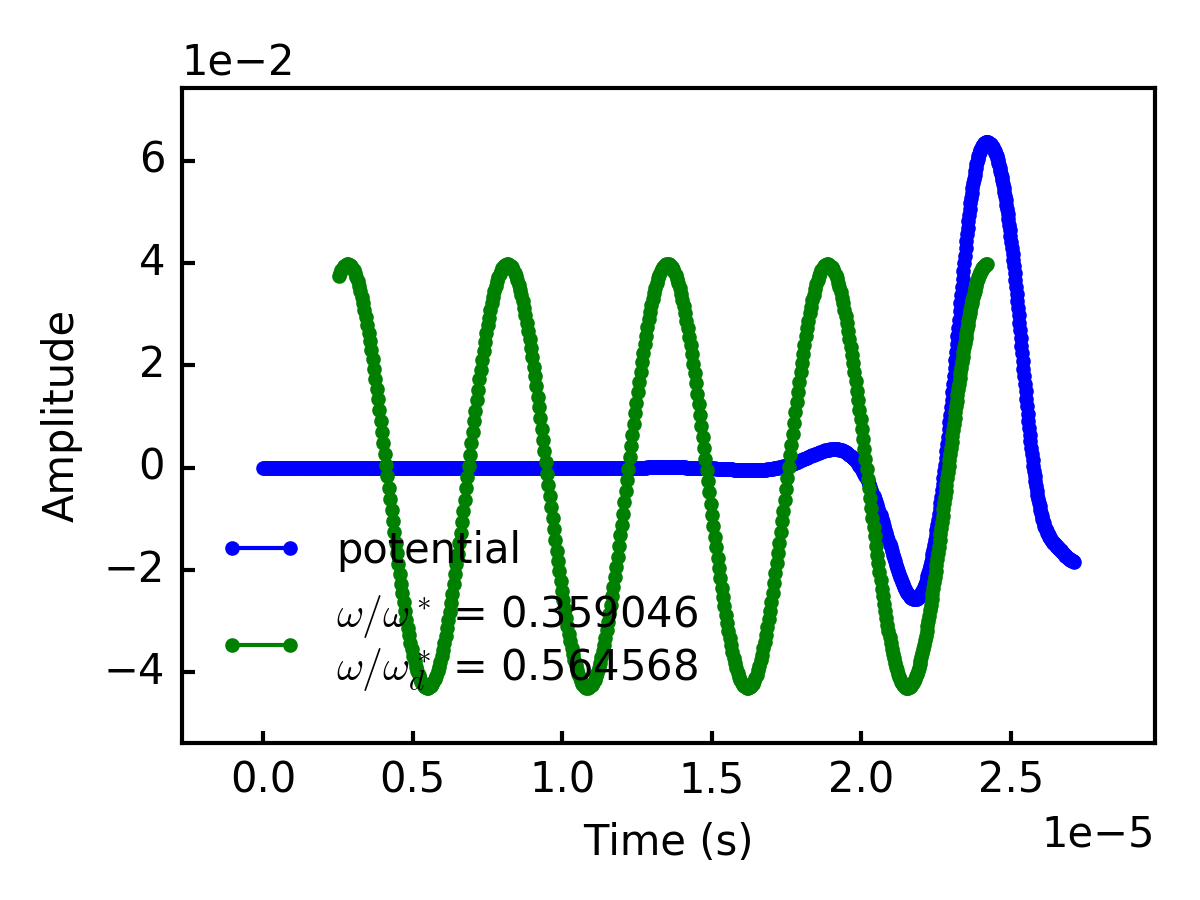 1e−2
6
4
2
0
−2
−4
Amplitude
potential
ω/ω* = 0.359046
ω/ω*d = 0.564568
0.0 0.5 1.0 1.5 2.0 2.5
1e−5
Time (s)